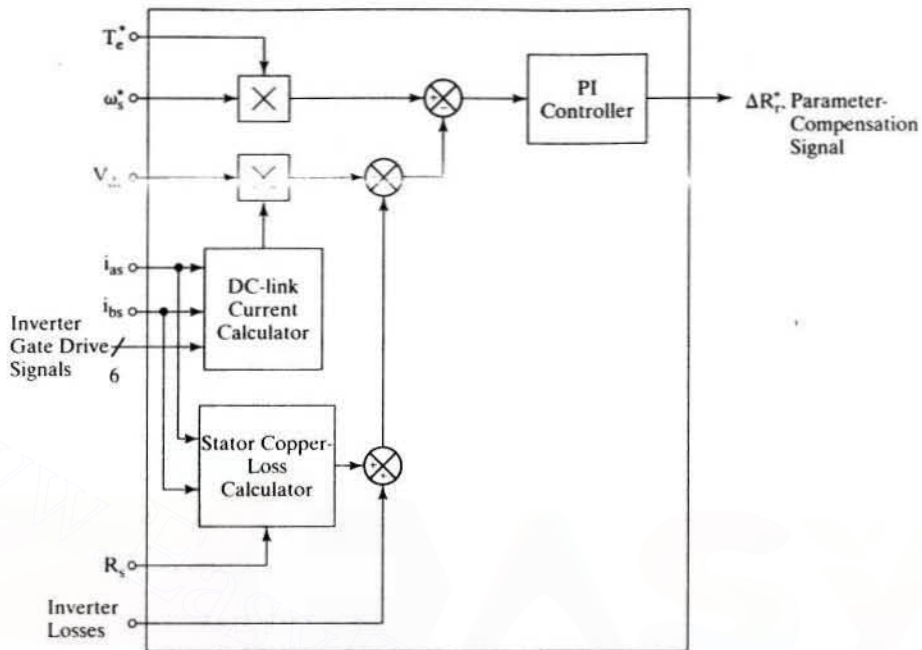 T*e
ω*s
PI
Controller
ΔR*r, Parameter-
Compensation
Signal
ias
ibs
DC-link
Current
Calculator
Inverter
Gate Drive
Signals
6
Stator Copper-
Loss
Calculator
Rs
Inverter
Losses